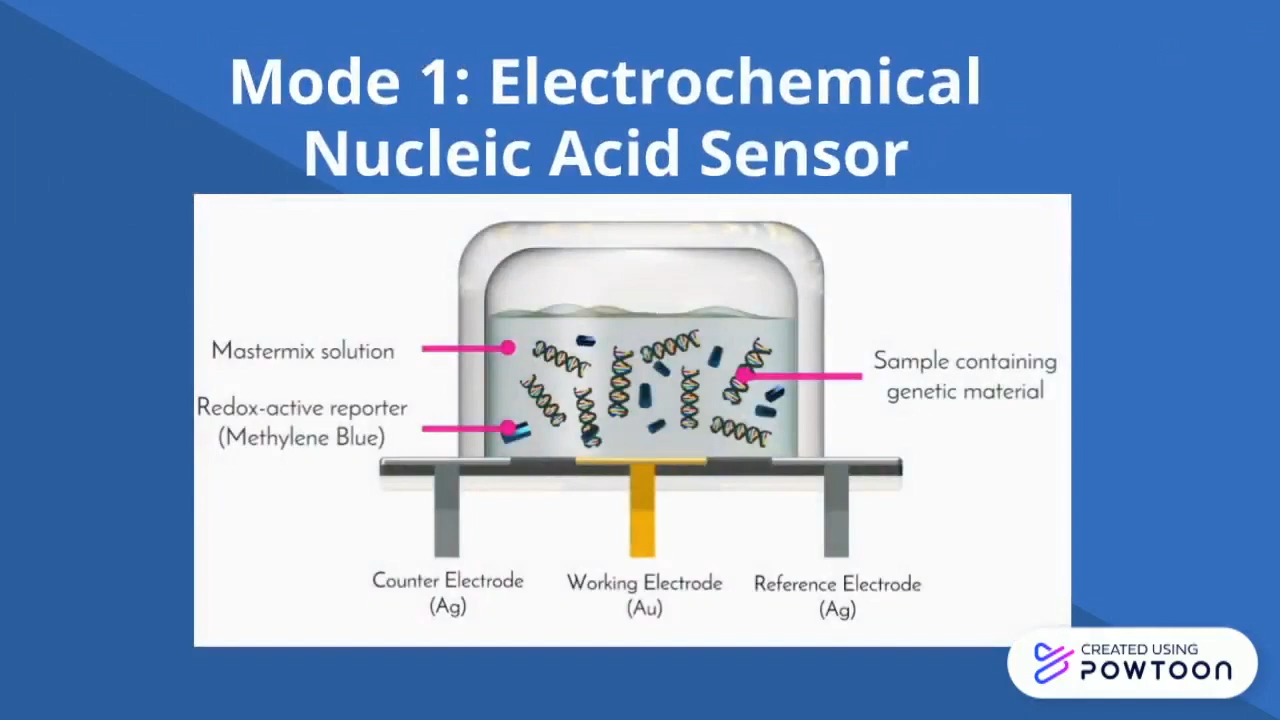 Mode 1: Electrochemical
Nucleic Acid Sensor
Mastermix solution
Redox-active reporter
(Methylene Blue)
Sample containing
genetic material
Counter Electrode
(Ag)
Working Electrode
(Au)
Reference Electrode
(Ag)
CREATED USING
POWTOON